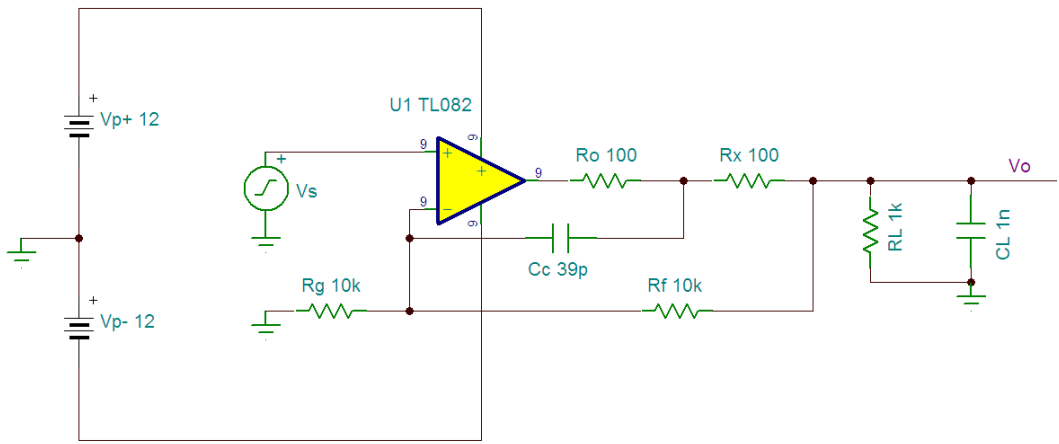 Vp+ 12
U1 TL082
9
9
9
9
9
+
+
-
+
+
+
Vs
Ro 100
Rx 100
Vo
RL 1k
CL 1n
Cc 39p
Rg 10k
Rf 10k
Vp- 12